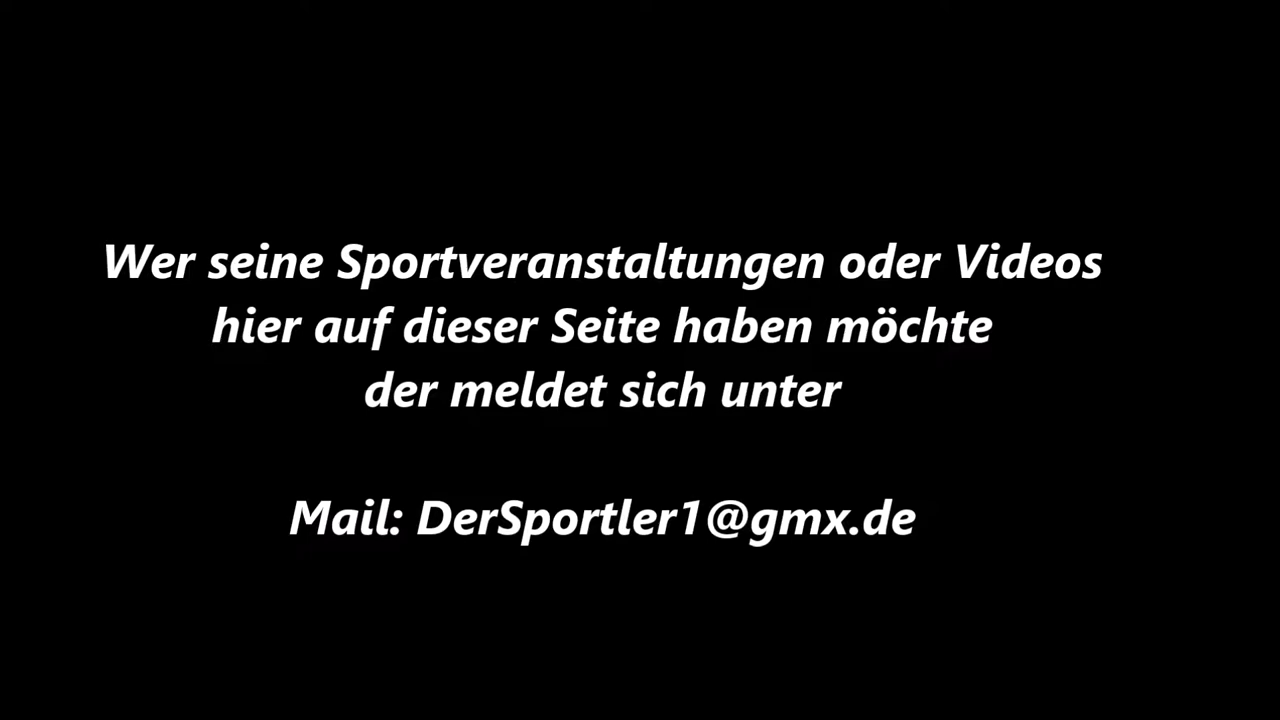 Wer seine Sportveranstaltungen oder Videos
hier auf dieser Seite haben möchte
der meldet sich unter
Mail: DerSportler1@gmx.de